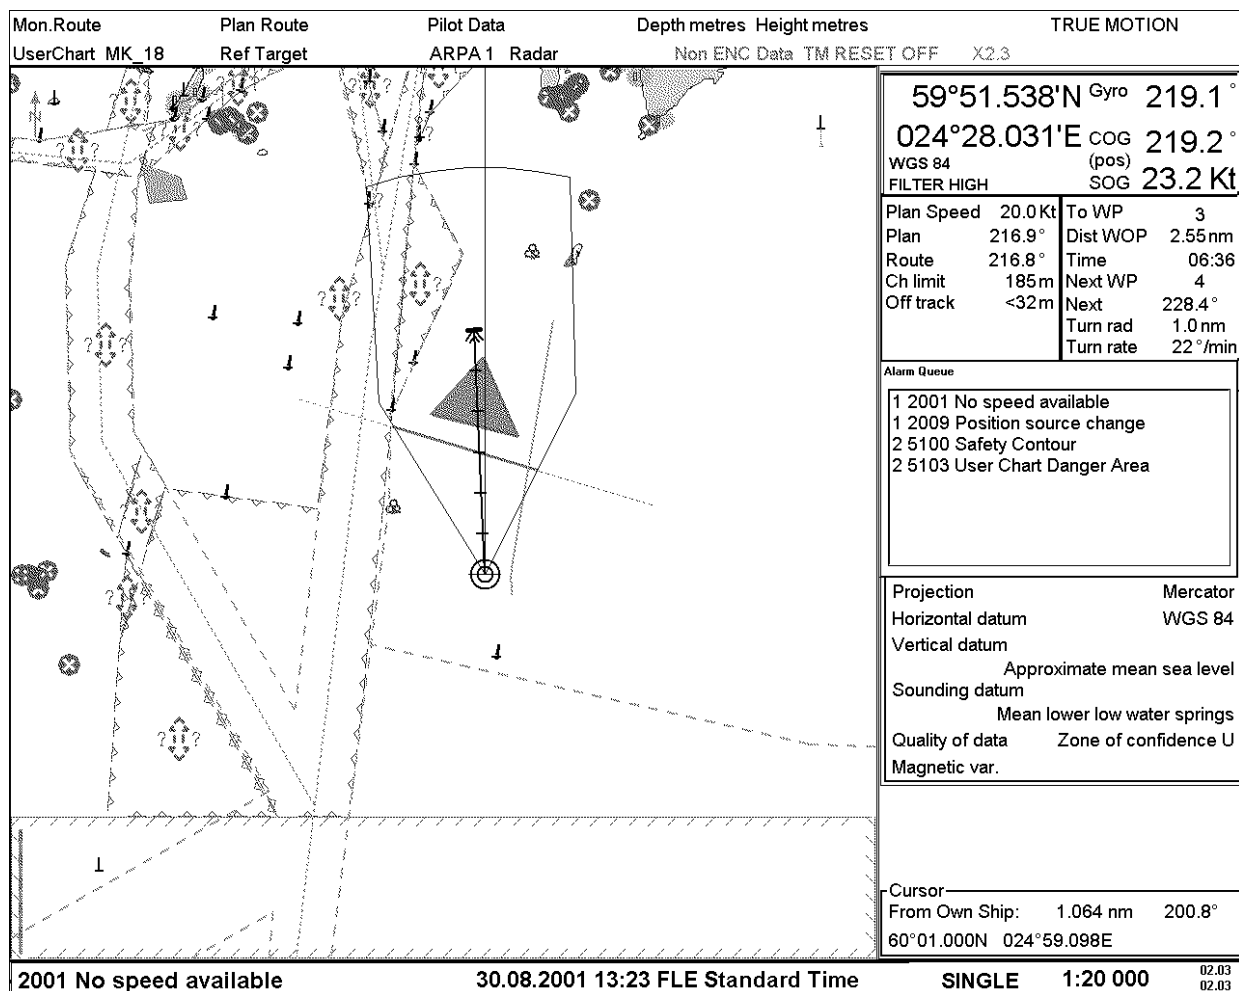 Mon.Route Plan Route Pilot Data Depth metres Height metres TRUE MOTION
UserChart MK_18 Ref Target ARPA 1 Radar Non ENC Data TM RESET OFF X2.3
59°51.538'N Gyro 219.1°
024°28.031'E COG 219.2°
WGS 84 (pos)
FILTER HIGH SOG 23.2 Kt
Plan Speed 20.0 Kt To WP 3
Plan 216.9° Dist WOP 2.55 nm
Route 216.8° Time 06:36
Ch limit 185 m Next WP 4
Off track <32 m Next 228.4°
Turn rad 1.0 nm
Turn rate 22°/min
Alarm Queue
1 2001 No speed available
1 2009 Position source change
2 5100 Safety Contour
2 5103 User Chart Danger Area
Projection Mercator
Horizontal datum WGS 84
Vertical datum
Approximate mean sea level
Sounding datum
Mean lower low water springs
Quality of data Zone of confidence U
Magnetic var.
Cursor
From Own Ship: 1.064 nm 200.8°
60°01.000N 024°59.098E
2001 No speed available 30.08.2001 13:23 FLE Standard Time SINGLE 1:20 000 02.03
02.03